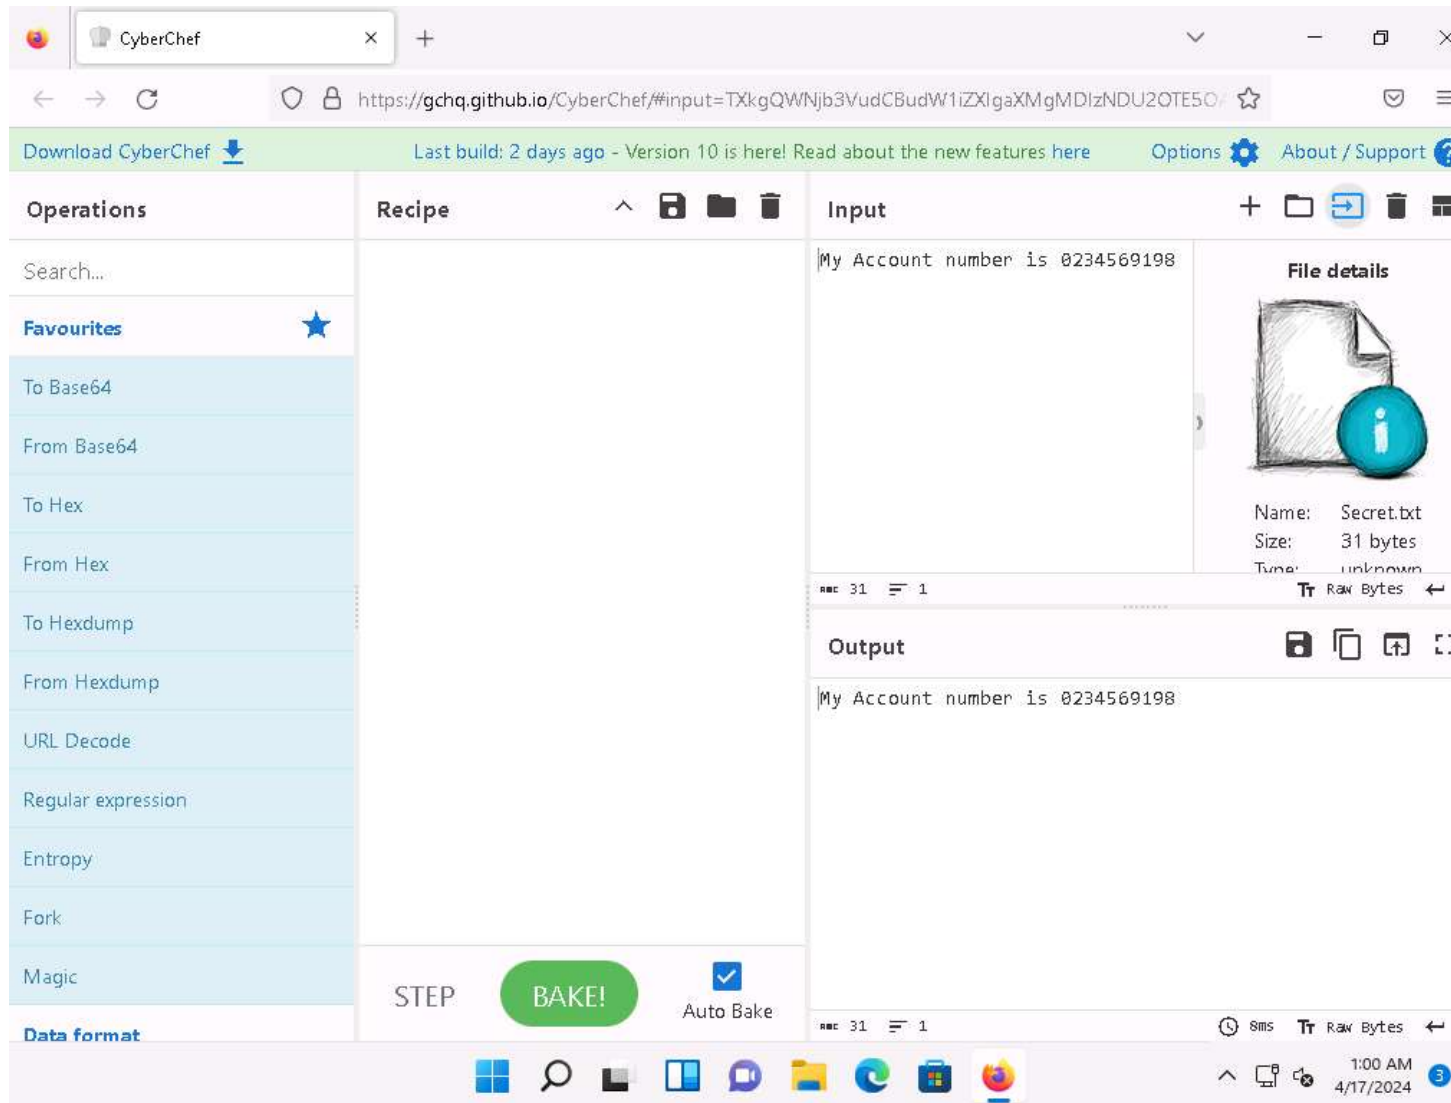 CyberChef
https://gchq.github.io/CyberChef/#input=TXkgQWNjb3VudCBudW1iZXIgaXMgMDIzNDU2OTE5O
Download CyberChef
Last build: 2 days ago - Version 10 is here! Read about the new features here
Options
About / Support
Operations
Recipe
Input
Search...
My Account number is 0234569198
File details
Favourites
To Base64
From Base64
To Hex
Name: Secret.txt
Size: 31 bytes
Type: unknown
From Hex
31 1
Raw Bytes
To Hexdump
Output
From Hexdump
My Account number is 0234569198
URL Decode
Regular expression
Entropy
Fork
Magic
STEP
BAKE!
Auto Bake
Data format
31 1
8ms
Raw Bytes
1:00 AM
4/17/2024
3